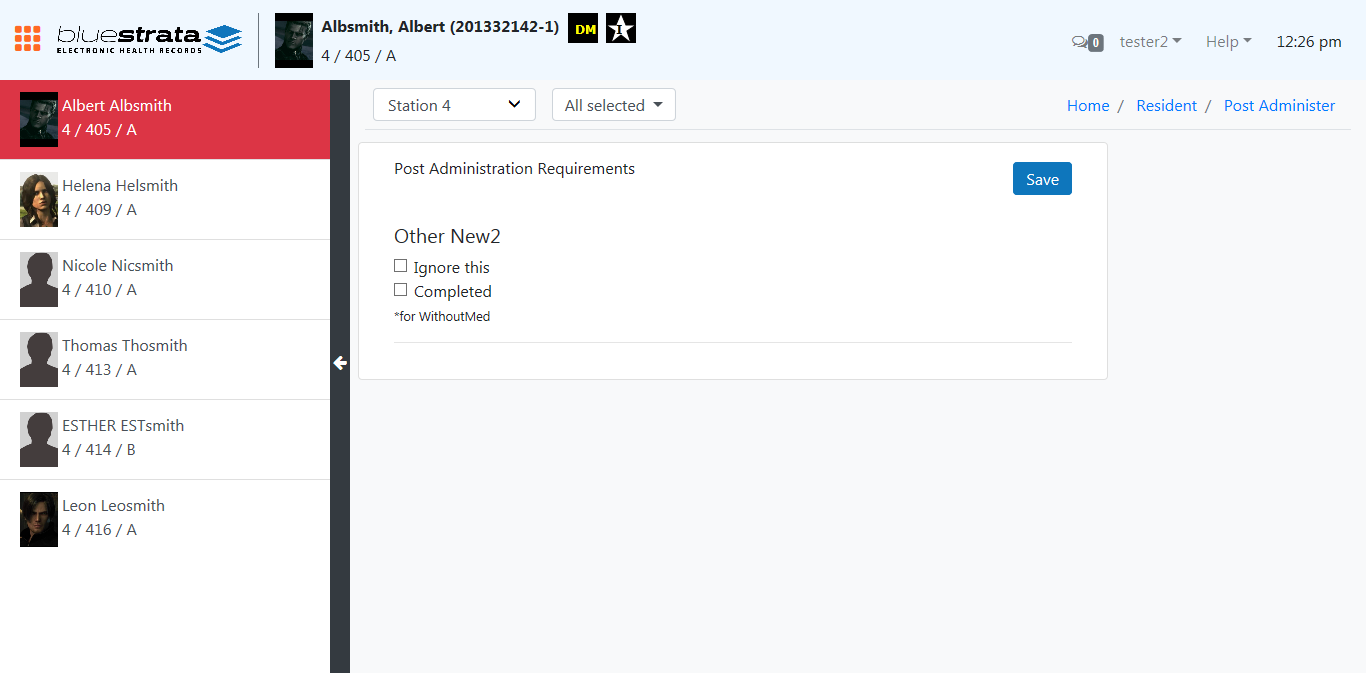 bluestrata
ELECTRONIC HEALTH RECORDS
Albsmith, Albert (201332142-1)
DM
1
4 / 405 / A
0
tester2
Help
12:26 pm
Albert Albsmith
4 / 405 / A
Helena Helsmith
4 / 409 / A
Nicole Nicsmith
4 / 410 / A
Thomas Thosmith
4 / 413 / A
ESTHER ESTsmith
4 / 414 / B
Leon Leosmith
4 / 416 / A
Station 4
All selected
Home / Resident / Post Administer
Post Administration Requirements
Save
Other New2
Ignore this
Completed
*for WithoutMed